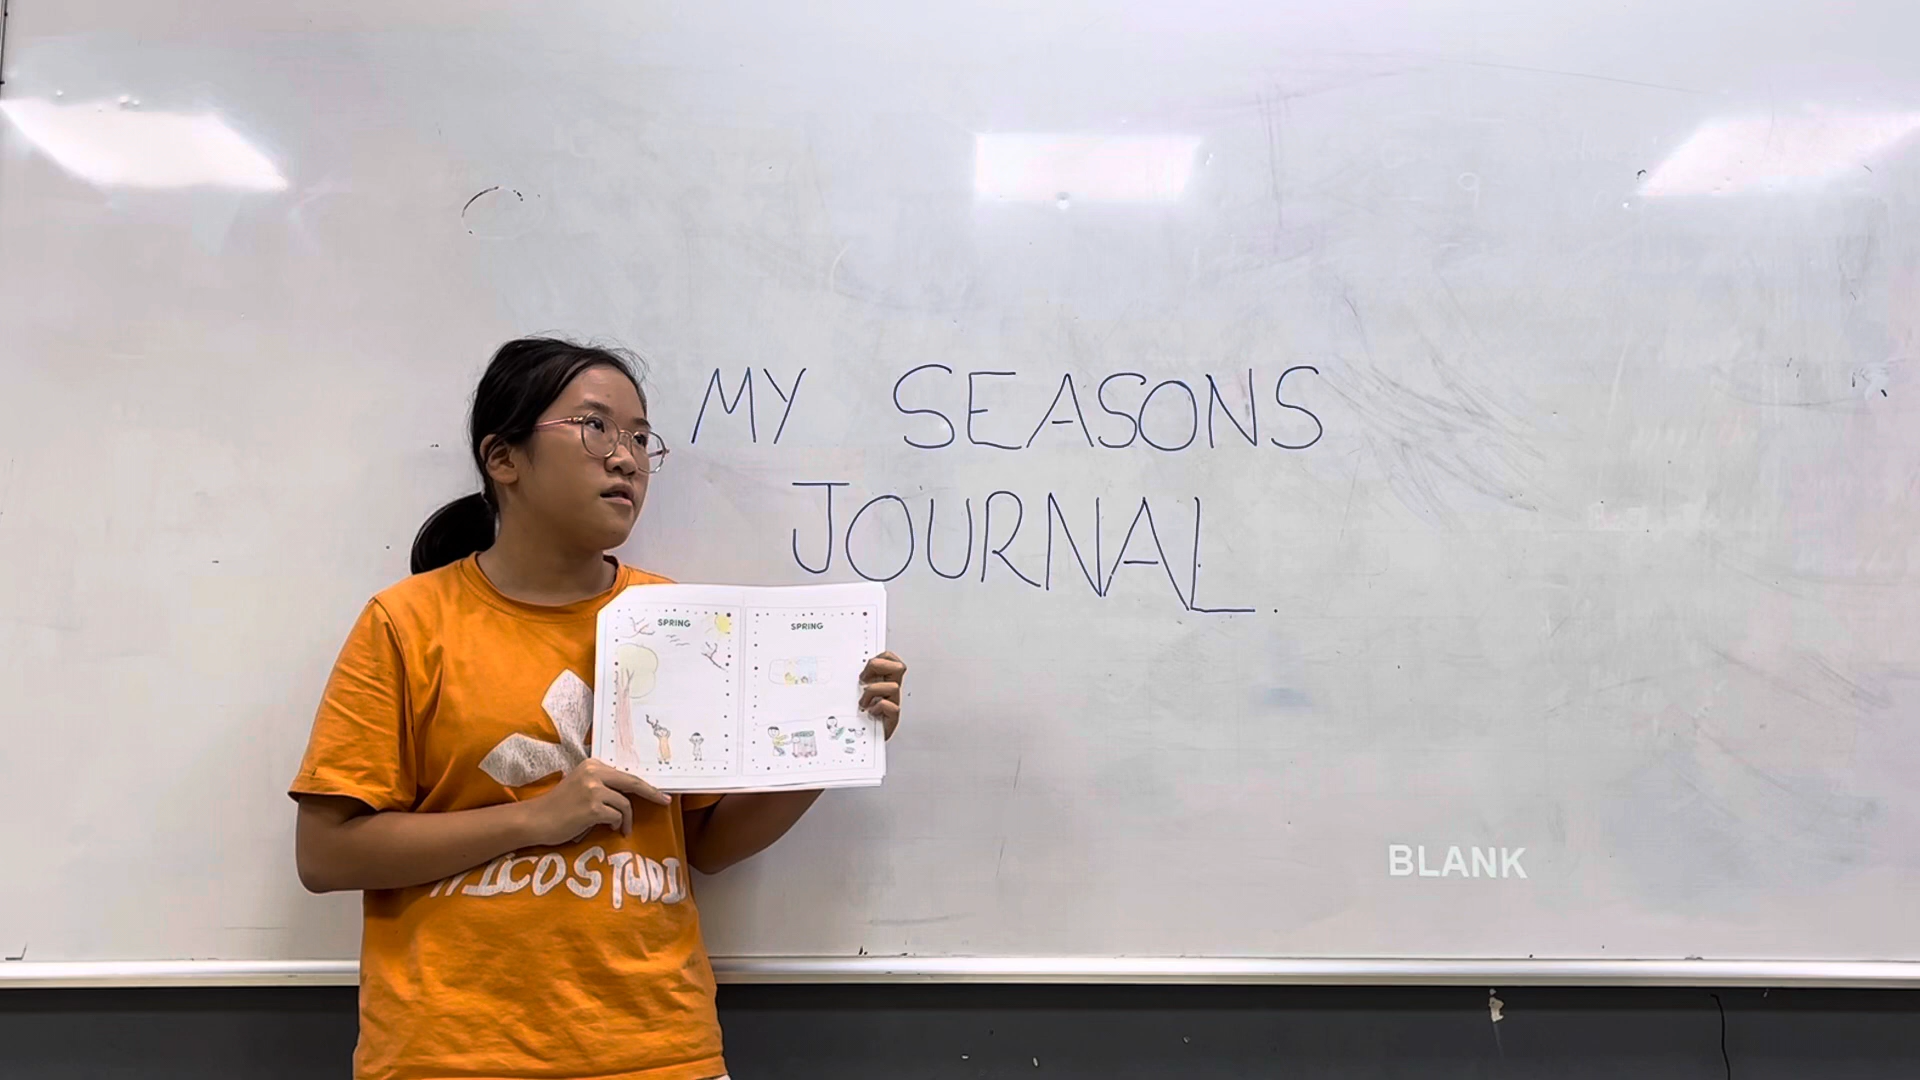 MY SEASONS
JOURNAL.
SPRING
SPRING
BLANK